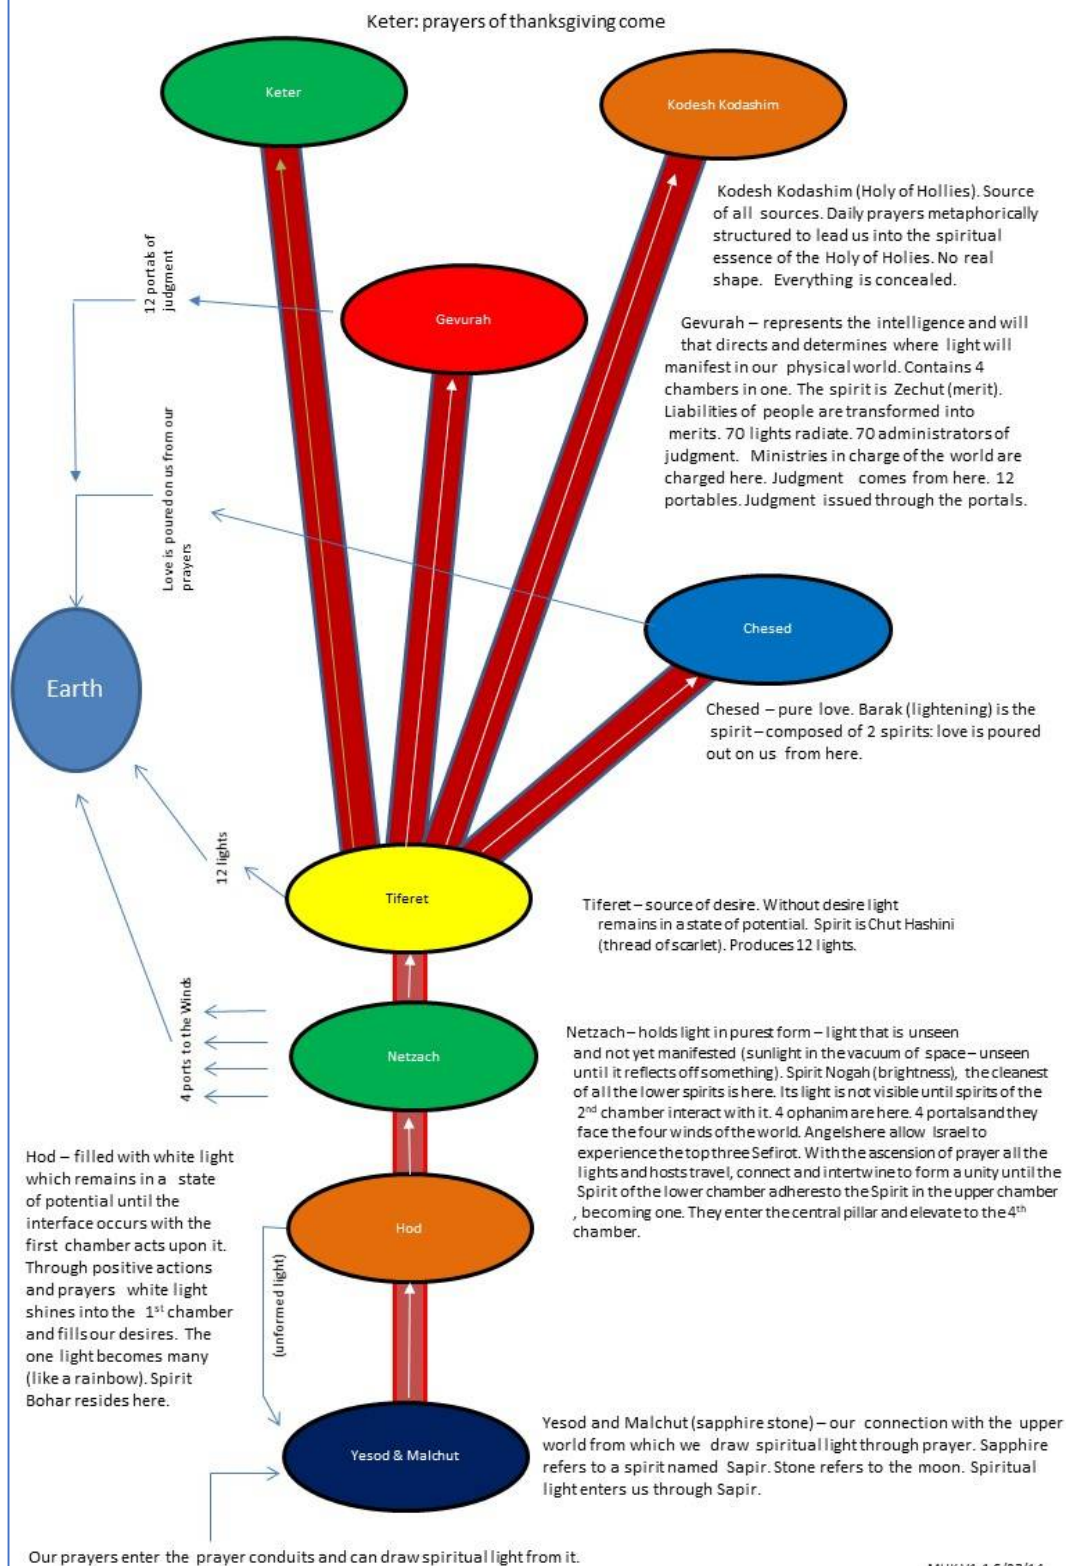 Keter: prayers of thanksgiving come
Keter
Kodesh Kodashim
Kodesh Kodashim (Holy of Hollies). Source
of all sources. Daily prayers metaphorically
structured to lead us into the spiritual
essence of the Holy of Holies. No real
shape. Everything is concealed.
12 portals of
judgment
Gevurah
Gevurah – represents the intelligence and will
that directs and determines where light will
manifest in our physical world. Contains 4
chambers in one. The spirit is Zechut (merit).
Liabilities of people are transformed into
merits. 70 lights radiate. 70 administrators of
judgment. Ministries in charge of the world are
charged here. Judgment comes from here. 12
portables. Judgment issued through the portals.
Love is poured on us from our
prayers
Chesed
Earth
Chesed – pure love. Barak (lightening) is the
spirit – composed of 2 spirits: love is poured
out on us from here.
12 lights
Tiferet
Tiferet – source of desire. Without desire light
remains in a state of potential. Spirit is Chut Hashini
(thread of scarlet). Produces 12 lights.
4 ports to the Winds
Netzach
Netzach – holds light in purest form – light that is unseen
and not yet manifested (sunlight in the vacuum of space – unseen
until it reflects off something). Spirit Nogah (brightness), the cleanest
of all the lower spirits is here. Its light is not visible until spirits of the
2nd chamber interact with it. 4 ophanim are here. 4 portals and they
face the four winds of the world. Angels here allow Israel to
experience the top three Sefirot. With the ascension of prayer all the
lights and hosts travel, connect and intertwine to form a unity until the
Spirit of the lower chamber adheres to the Spirit in the upper chamber
, becoming one. They enter the central pillar and elevate to the 4th
chamber.
Hod – filled with white light
which remains in a state
of potential until the
interface occurs with the
first chamber acts upon it.
Through positive actions
and prayers white light
shines into the 1st chamber
and fills our desires. The
one light becomes many
(like a rainbow). Spirit
Bohar resides here.
Hod
(unformed light)
Yesod & Malchut
Yesod and Malchut (sapphire stone) – our connection with the upper
world from which we draw spiritual light through prayer. Sapphire
refers to a spirit named Sapir. Stone refers to the moon. Spiritual
light enters us through Sapir.
Our prayers enter the prayer conduits and can draw spiritual light from it.